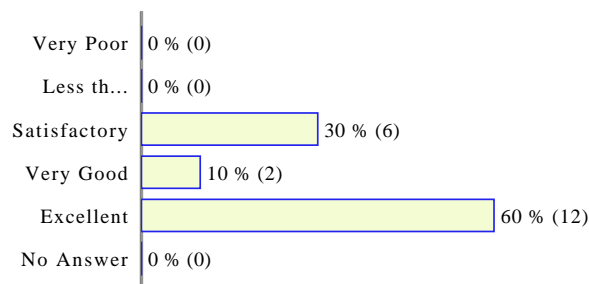 Very Poor 0 % (0)
Less th... 0 % (0)
Satisfactory 30 % (6)
Very Good 10 % (2)
Excellent 60 % (12)
No Answer 0 % (0)